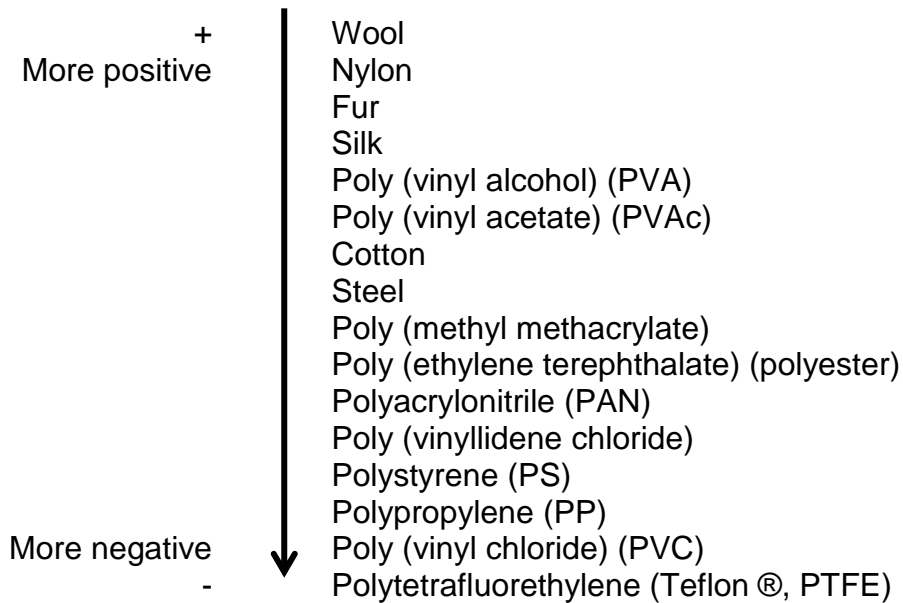 + Wool
More positive Nylon
Fur
Silk
Poly (vinyl alcohol) (PVA)
Poly (vinyl acetate) (PVAc)
Cotton
Steel
Poly (methyl methacrylate)
Poly (ethylene terephthalate) (polyester)
Polyacrylonitrile (PAN)
Poly (vinyllidene chloride)
Polystyrene (PS)
Polypropylene (PP)
More negative Poly (vinyl chloride) (PVC)
- Polytetrafluorethylene (Teflon ®, PTFE)